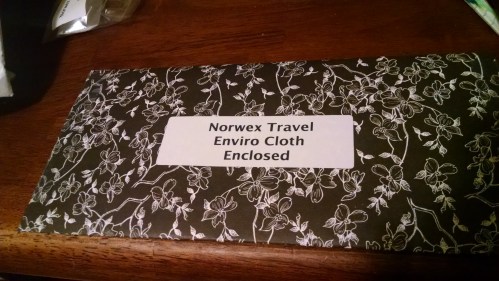 Norwex Travel
Enviro Cloth
Enclosed